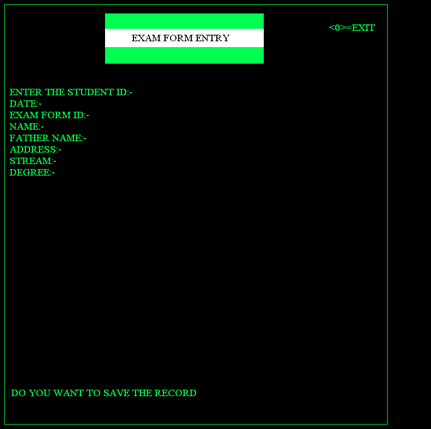 EXAM FORM ENTRY
<0>=EXIT
ENTER THE STUDENT ID:-
DATE:-
EXAM FORM ID:-
NAME:-
FATHER NAME:-
ADDRESS:-
STREAM:-
DEGREE:-
DO YOU WANT TO SAVE THE RECORD